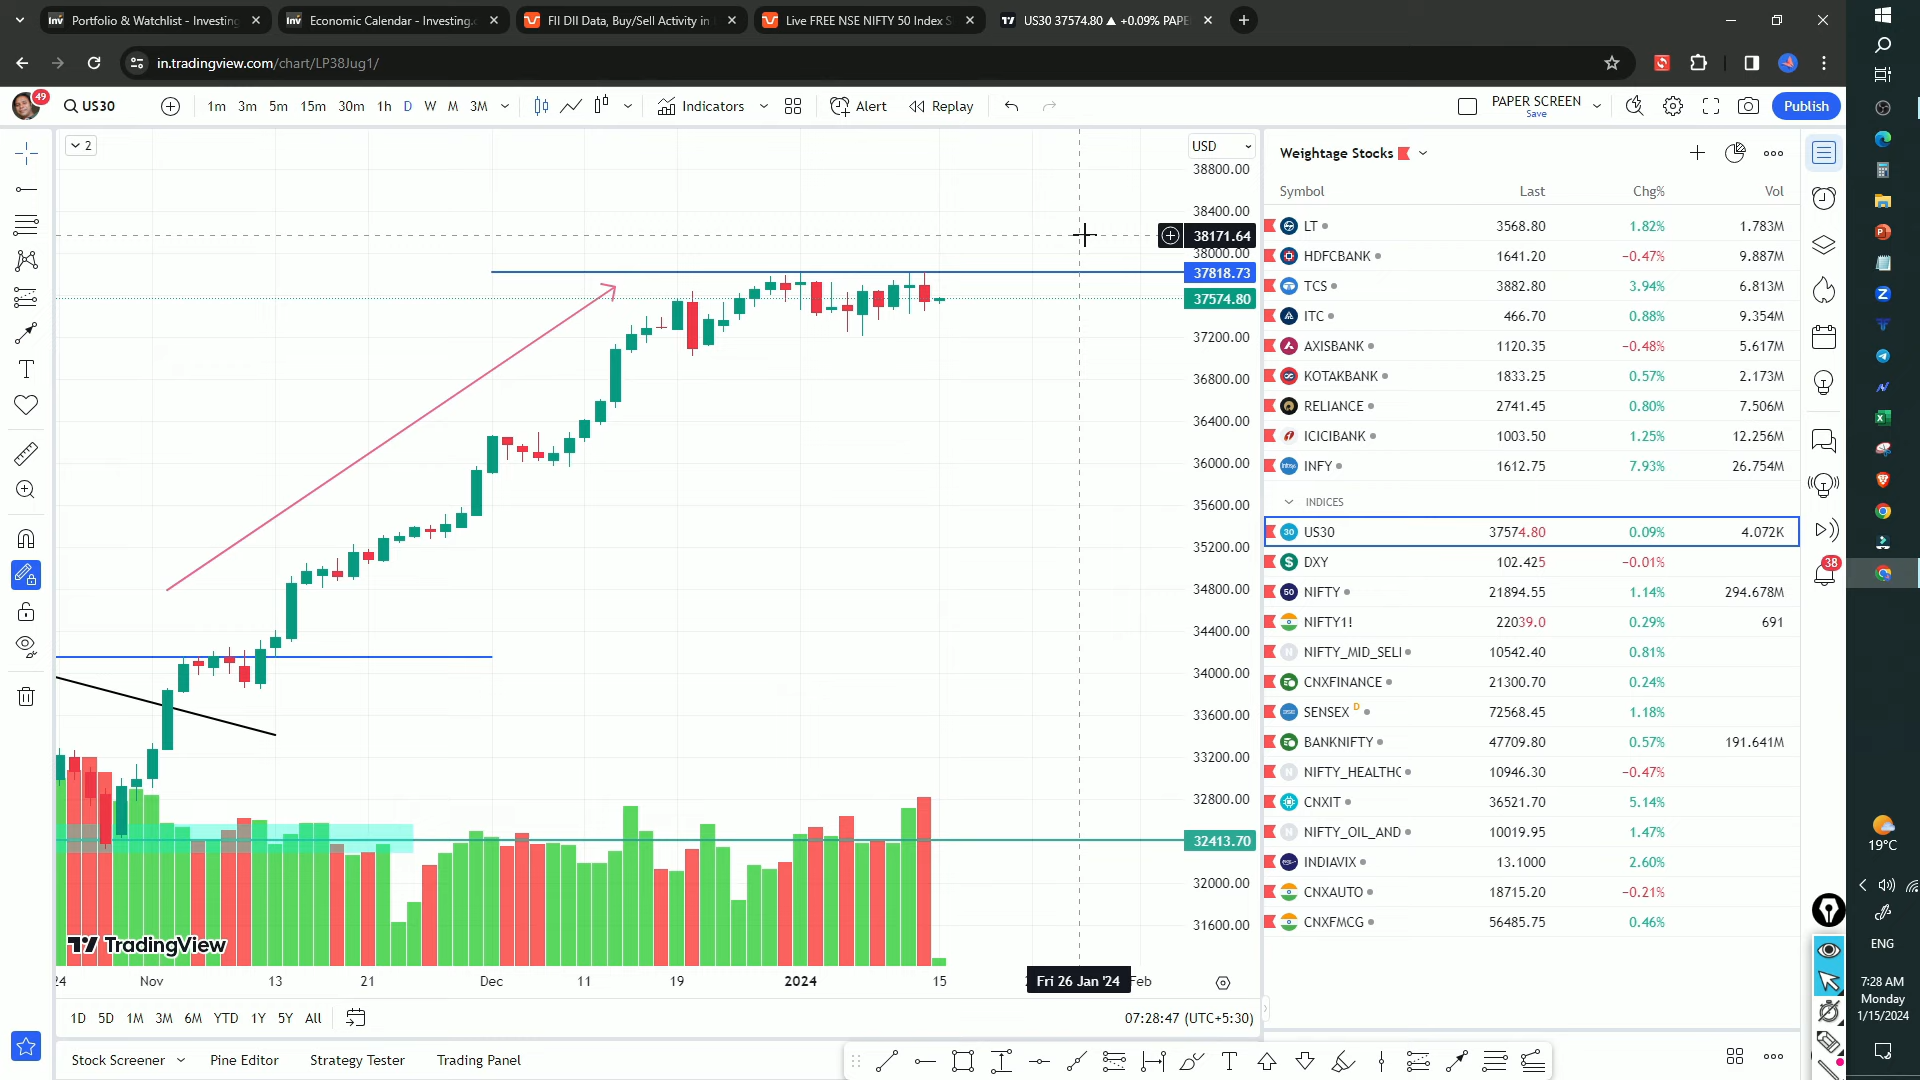 Portfolio & Watchlist - Investing
Economic Calendar - Investing.c
FII DII Data, Buy/Sell Activity in
Live FREE NSE NIFTY 50 Index S
US30 37574.80 ▲ +0.09% PAPE
in.tradingview.com/chart/LP38Jug1/
49
US30
1m 3m 5m 15m 30m 1h D W M 3M
Indicators
Alert
Replay
PAPER SCREEN
Save
Publish
2
USD
38800.00
38400.00
38171.64
38000.00
37818.73
37574.80
37200.00
36800.00
36400.00
36000.00
35600.00
35200.00
34800.00
34400.00
34000.00
33600.00
33200.00
32800.00
32413.70
32000.00
31600.00
TradingView
24 Nov 13 21 Dec 11 19 2024 15 Fri 26 Jan '24 Feb
1D 5D 1M 3M 6M YTD 1Y 5Y All
07:28:47 (UTC+5:30)
Stock Screener Pine Editor Strategy Tester Trading Panel
Weightage Stocks
Symbol Last Chg% Vol
LT 3568.80 1.82% 1.783M
HDFCBANK 1641.20 −0.47% 9.887M
TCS 3882.80 3.94% 6.813M
ITC 466.70 0.88% 9.354M
AXISBANK 1120.35 −0.48% 5.617M
KOTAKBANK 1833.25 0.57% 2.173M
RELIANCE 2741.45 0.80% 7.506M
ICICIBANK 1003.50 1.25% 12.256M
INFY 1612.75 7.93% 26.754M
INDICES
30 US30 37574.80 0.09% 4.072K
DXY 102.425 −0.01%
50 NIFTY 21894.55 1.14% 294.678M
NIFTY1! 22039.0 0.29% 691
NIFTY_MID_SELI 10542.40 0.81%
CNXFINANCE 21300.70 0.24%
SENSEX D 72568.45 1.18%
BANKNIFTY 47709.80 0.57% 191.641M
NIFTY_HEALTHC 10946.30 −0.47%
CNXIT 36521.70 5.14%
NIFTY_OIL_AND 10019.95 1.47%
INDIAVIX 13.1000 2.60%
CNXAUTO 18715.20 −0.21%
CNXFMCG 56485.75 0.46%
38
19°C
ENG
7:28 AM
Monday
1/15/2024